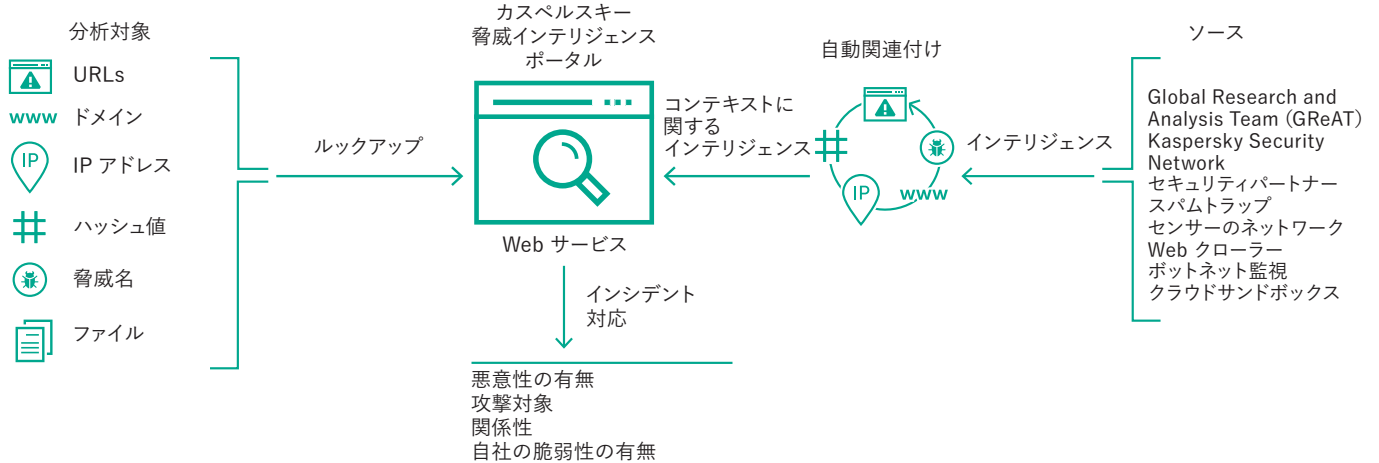 分析対象
URLs
www
ドメイン
IP
IP アドレス
ハッシュ値
脅威名
ファイル
ルックアップ
カスペルスキー
脅威インテリジェンス
ポータル
Web サービス
インシデント
対応
悪意性の有無
攻撃対象
関係性
自社の脆弱性の有無
コンテキストに
関する
インテリジェンス
自動関連付け
IP
www
インテリジェンス
ソース
Global Research and
Analysis Team (GReAT)
Kaspersky Security
Network
セキュリティパートナー
スパムトラップ
センサーのネットワーク
Web クローラー
ボットネット監視
クラウドサンドボックス